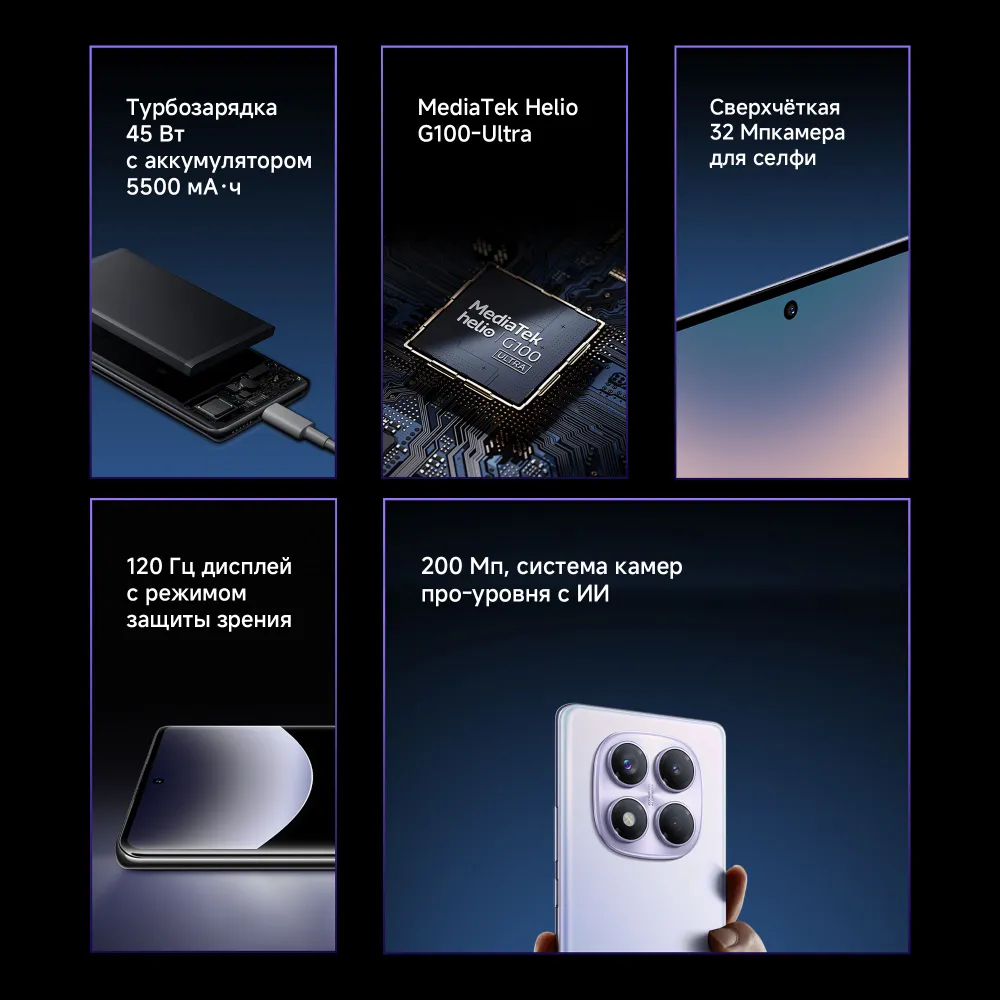 Турбозарядка
45 Вт
с аккумулятором
5500 мА·ч
MediaTek Helio
G100-Ultra
MediaTek
helio G100
ULTRA
Сверхчёткая
32 Мпкамера
для селфи
120 Гц дисплей
с режимом
защиты зрения
200 Мп, система камер
про-уровня с ИИ